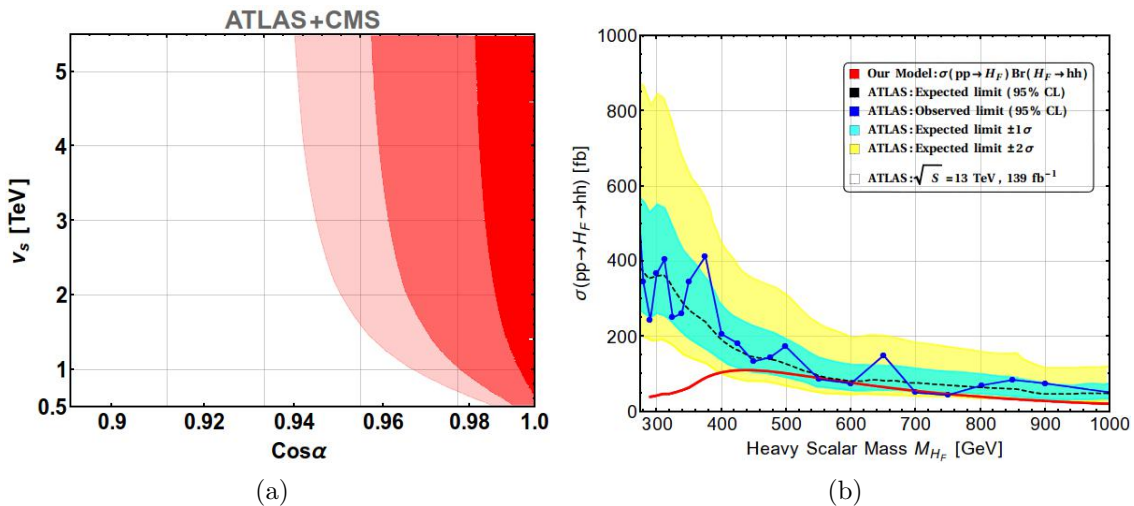 ATLAS+CMS
5
4
3
2
1
0.5
v_s [TeV]
0.9
0.92
0.94
0.96
0.98
1.0
Cosα
(a)
1000
800
600
400
200
0
σ(pp→H_F→hh) [fb]
Our Model:σ(pp→H_F)Br(H_F→hh)
ATLAS:Expected limit (95% CL)
ATLAS:Observed limit (95% CL)
ATLAS:Expected limit ±1σ
ATLAS:Expected limit ±2σ
ATLAS:√S =13 TeV, 139 fb⁻¹
300
400
500
600
700
800
900
1000
Heavy Scalar Mass M_{H_F} [GeV]
(b)